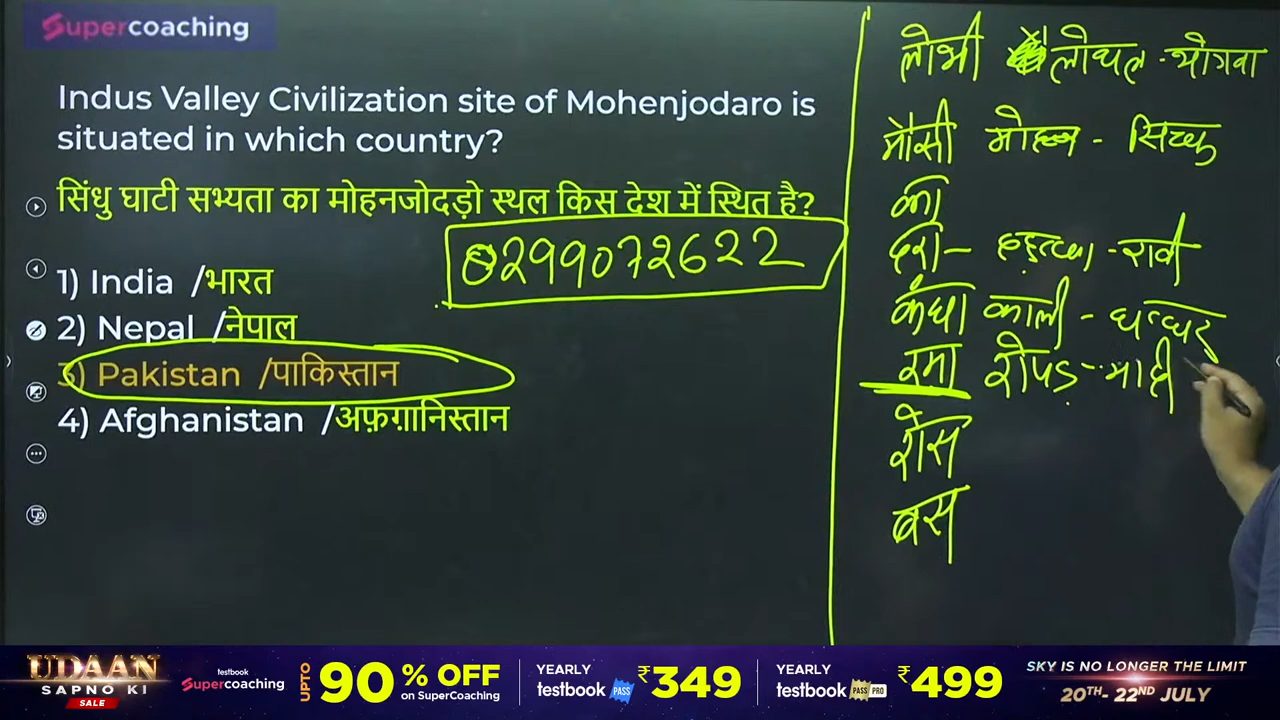 Supercoaching
Indus Valley Civilization site of Mohenjodaro is
situated in which country?
सिंधु घाटी सभ्यता का मोहनजोदड़ो स्थल किस देश में स्थित है?
8299072622
1) India /भारत
2) Nepal /नेपाल
3) Pakistan /पाकिस्तान
4) Afghanistan /अफ़ग़ानिस्तान
लोभी लोथल - भोगवा
मोसी मोहन -
का
हरा - - रावी
कंघा काली - घग्घर
रमा रोपड़ -
रोस
बस
UDAAN
SAPNO KI
SALE
testbook
Supercoaching
UPTO 90% OFF
on SuperCoaching
YEARLY
testbook PASS ₹349
YEARLY
testbook PASS PRO ₹499
SKY IS NO LONGER THE LIMIT
20TH- 22ND JULY